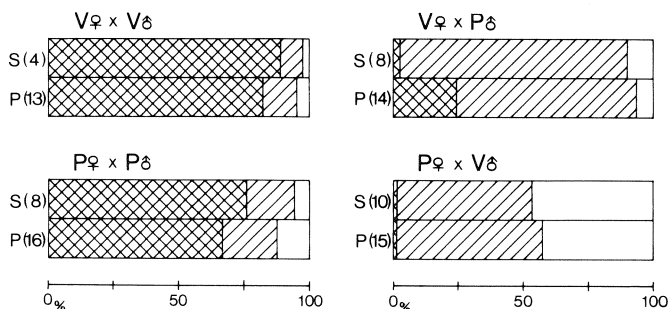 V♀ × V♂
S(4)
P(13)
V♀ × P♂
S(8)
P(14)
P♀ × P♂
S(8)
P(16)
P♀ × V♂
S(10)
P(15)
0% 50 100
0% 50 100